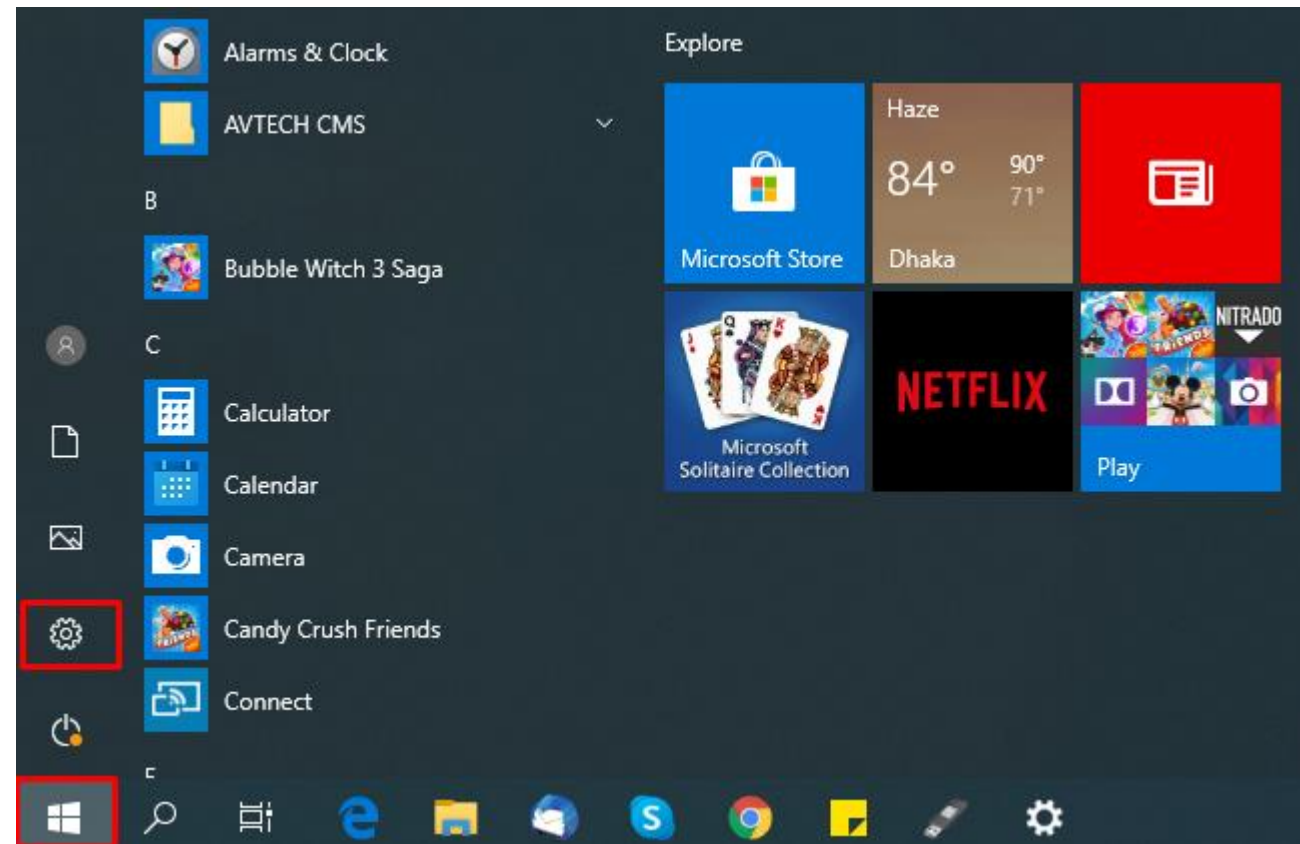 Alarms & Clock
AVTECH CMS
B
Bubble Witch 3 Saga
C
Calculator
Calendar
Camera
Candy Crush Friends
Connect
Explore
Microsoft Store
Haze
84° 90°
71°
Dhaka
Microsoft
Solitaire Collection
NETFLIX
FRIENDS
NITRADO
Play